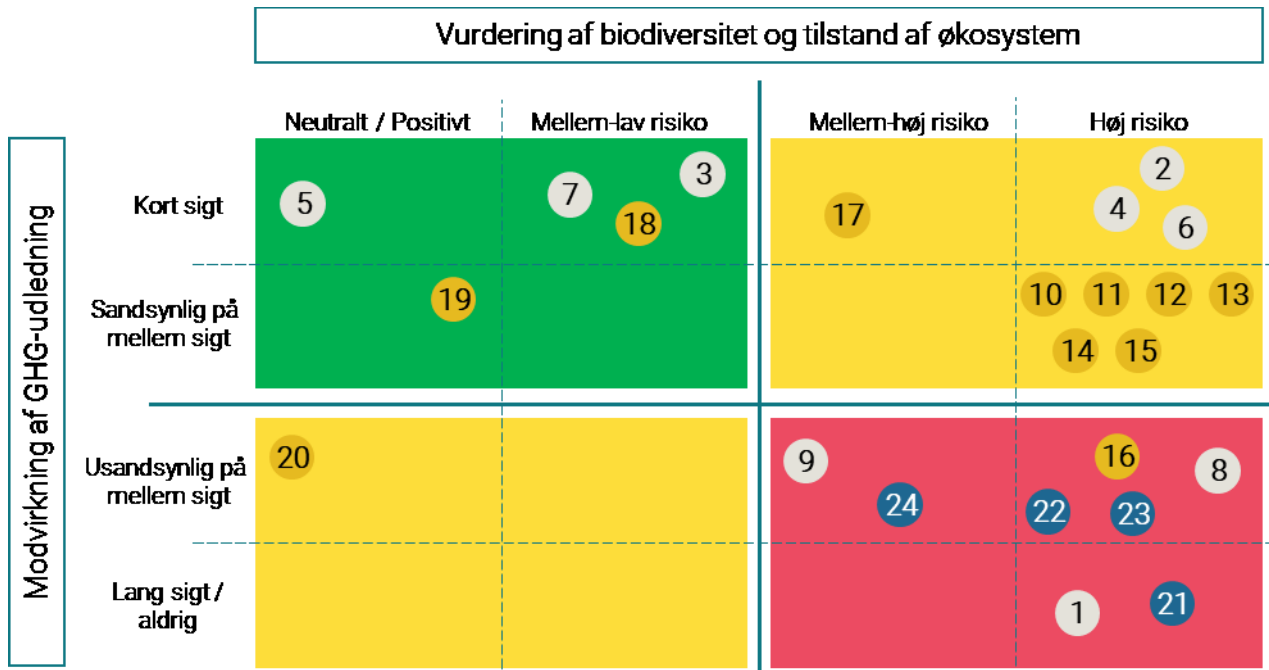 Vurdering af biodiversitet og tilstand af økosystem
Neutralt / Positivt
Mellem-lav risiko
Mellem-høj risiko
Høj risiko
Modvirkning af GHG-udledning
Kort sigt
5
7
3
18
17
2
4
6
Sandsynlig på
mellem sigt
19
10
11
12
13
14
15
Usandsynlig på
mellem sigt
20
9
24
16
8
22
23
Lang sigt /
aldrig
1
21